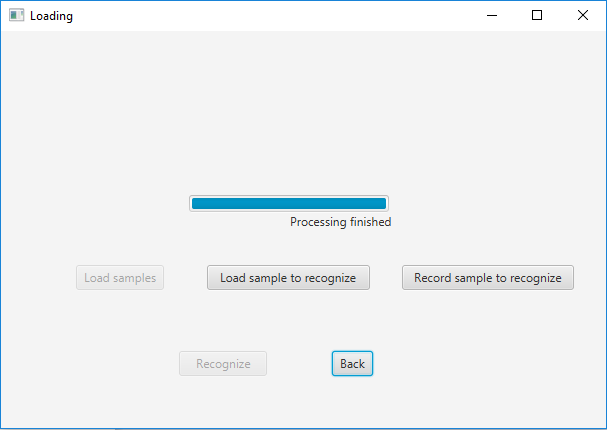 Loading
Processing finished
Load samples
Load sample to recognize
Record sample to recognize
Recognize
Back